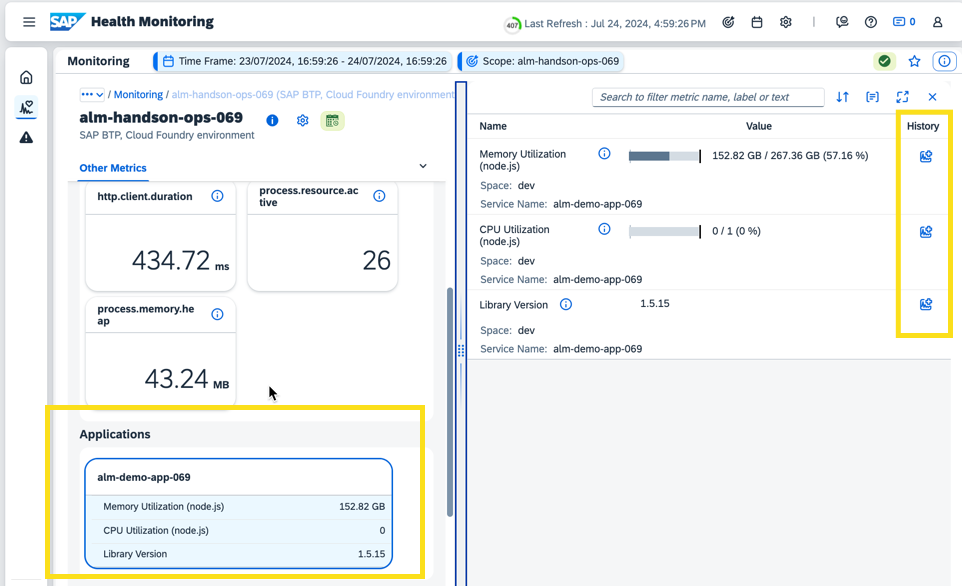 SAP Health Monitoring
407 Last Refresh : Jul 24, 2024, 4:59:26 PM
0
Monitoring
Time Frame: 23/07/2024, 16:59:26 - 24/07/2024, 16:59:26
Scope: alm-handson-ops-069
/ Monitoring / alm-handson-ops-069 (SAP BTP, Cloud Foundry environment
alm-handson-ops-069
SAP BTP, Cloud Foundry environment
Other Metrics
http.client.duration
434.72 ms
process.resource.ac
tive
26
process.memory.he
ap
43.24 MB
Applications
alm-demo-app-069
Memory Utilization (node.js) 152.82 GB
CPU Utilization (node.js) 0
Library Version 1.5.15
Search to filter metric name, label or text
Name Value History
Memory Utilization
(node.js)
152.82 GB / 267.36 GB (57.16 %)
Space: dev
Service Name: alm-demo-app-069
CPU Utilization
(node.js)
0 / 1 (0 %)
Space: dev
Service Name: alm-demo-app-069
Library Version 1.5.15
Space: dev
Service Name: alm-demo-app-069